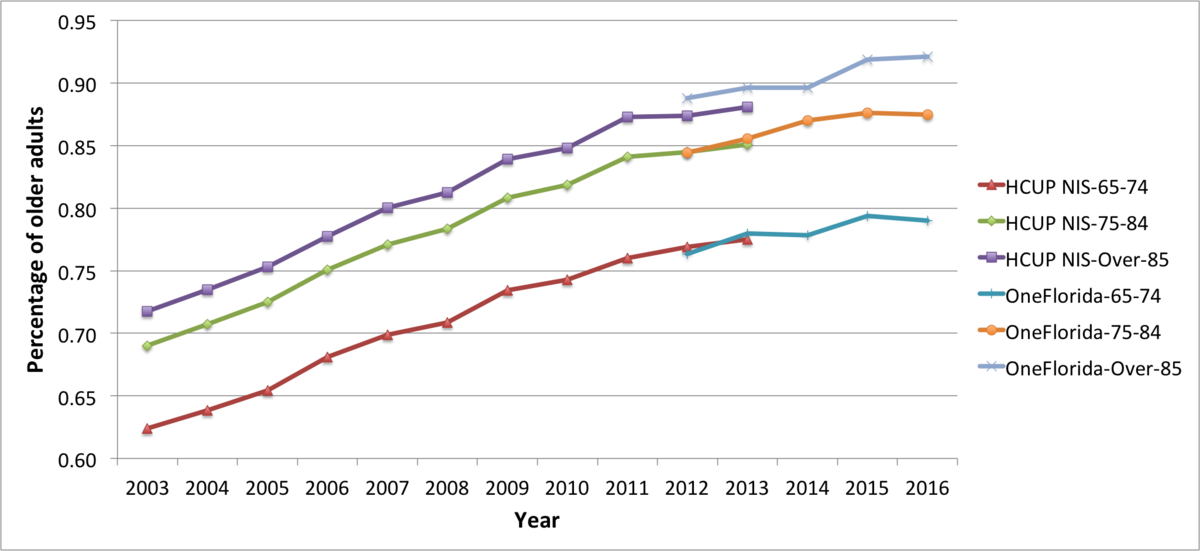 0.95
0.90
0.85
0.80
0.75
0.70
0.65
0.60
Percentage of older adults
2003 2004 2005 2006 2007 2008 2009 2010 2011 2012 2013 2014 2015 2016
Year
HCUP NIS-65-74
HCUP NIS-75-84
HCUP NIS-Over-85
OneFlorida-65-74
OneFlorida-75-84
OneFlorida-Over-85